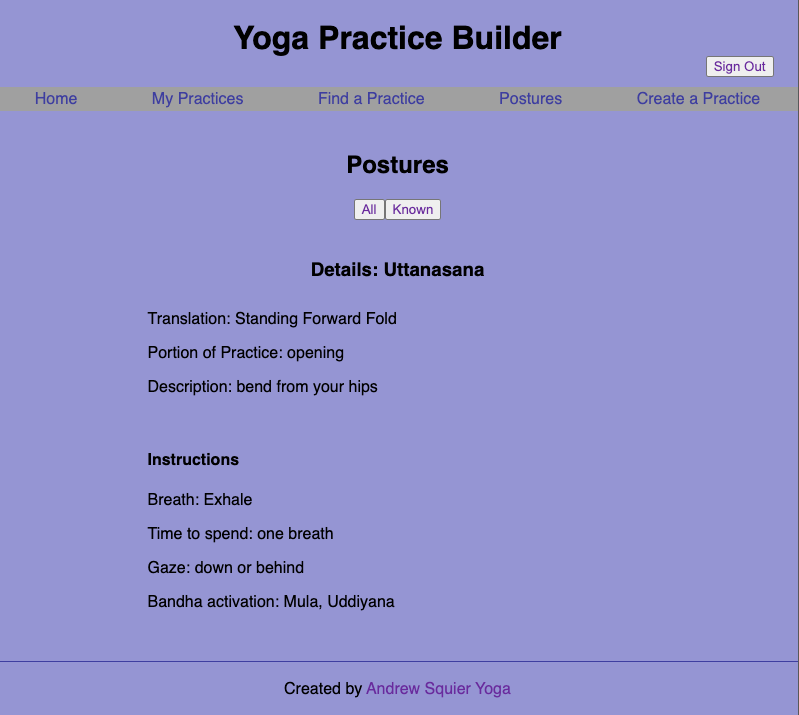 Yoga Practice Builder
Sign Out
Home My Practices Find a Practice Postures Create a Practice
Postures
All Known
Details: Uttanasana
Translation: Standing Forward Fold
Portion of Practice: opening
Description: bend from your hips
Instructions
Breath: Exhale
Time to spend: one breath
Gaze: down or behind
Bandha activation: Mula, Uddiyana
Created by Andrew Squier Yoga